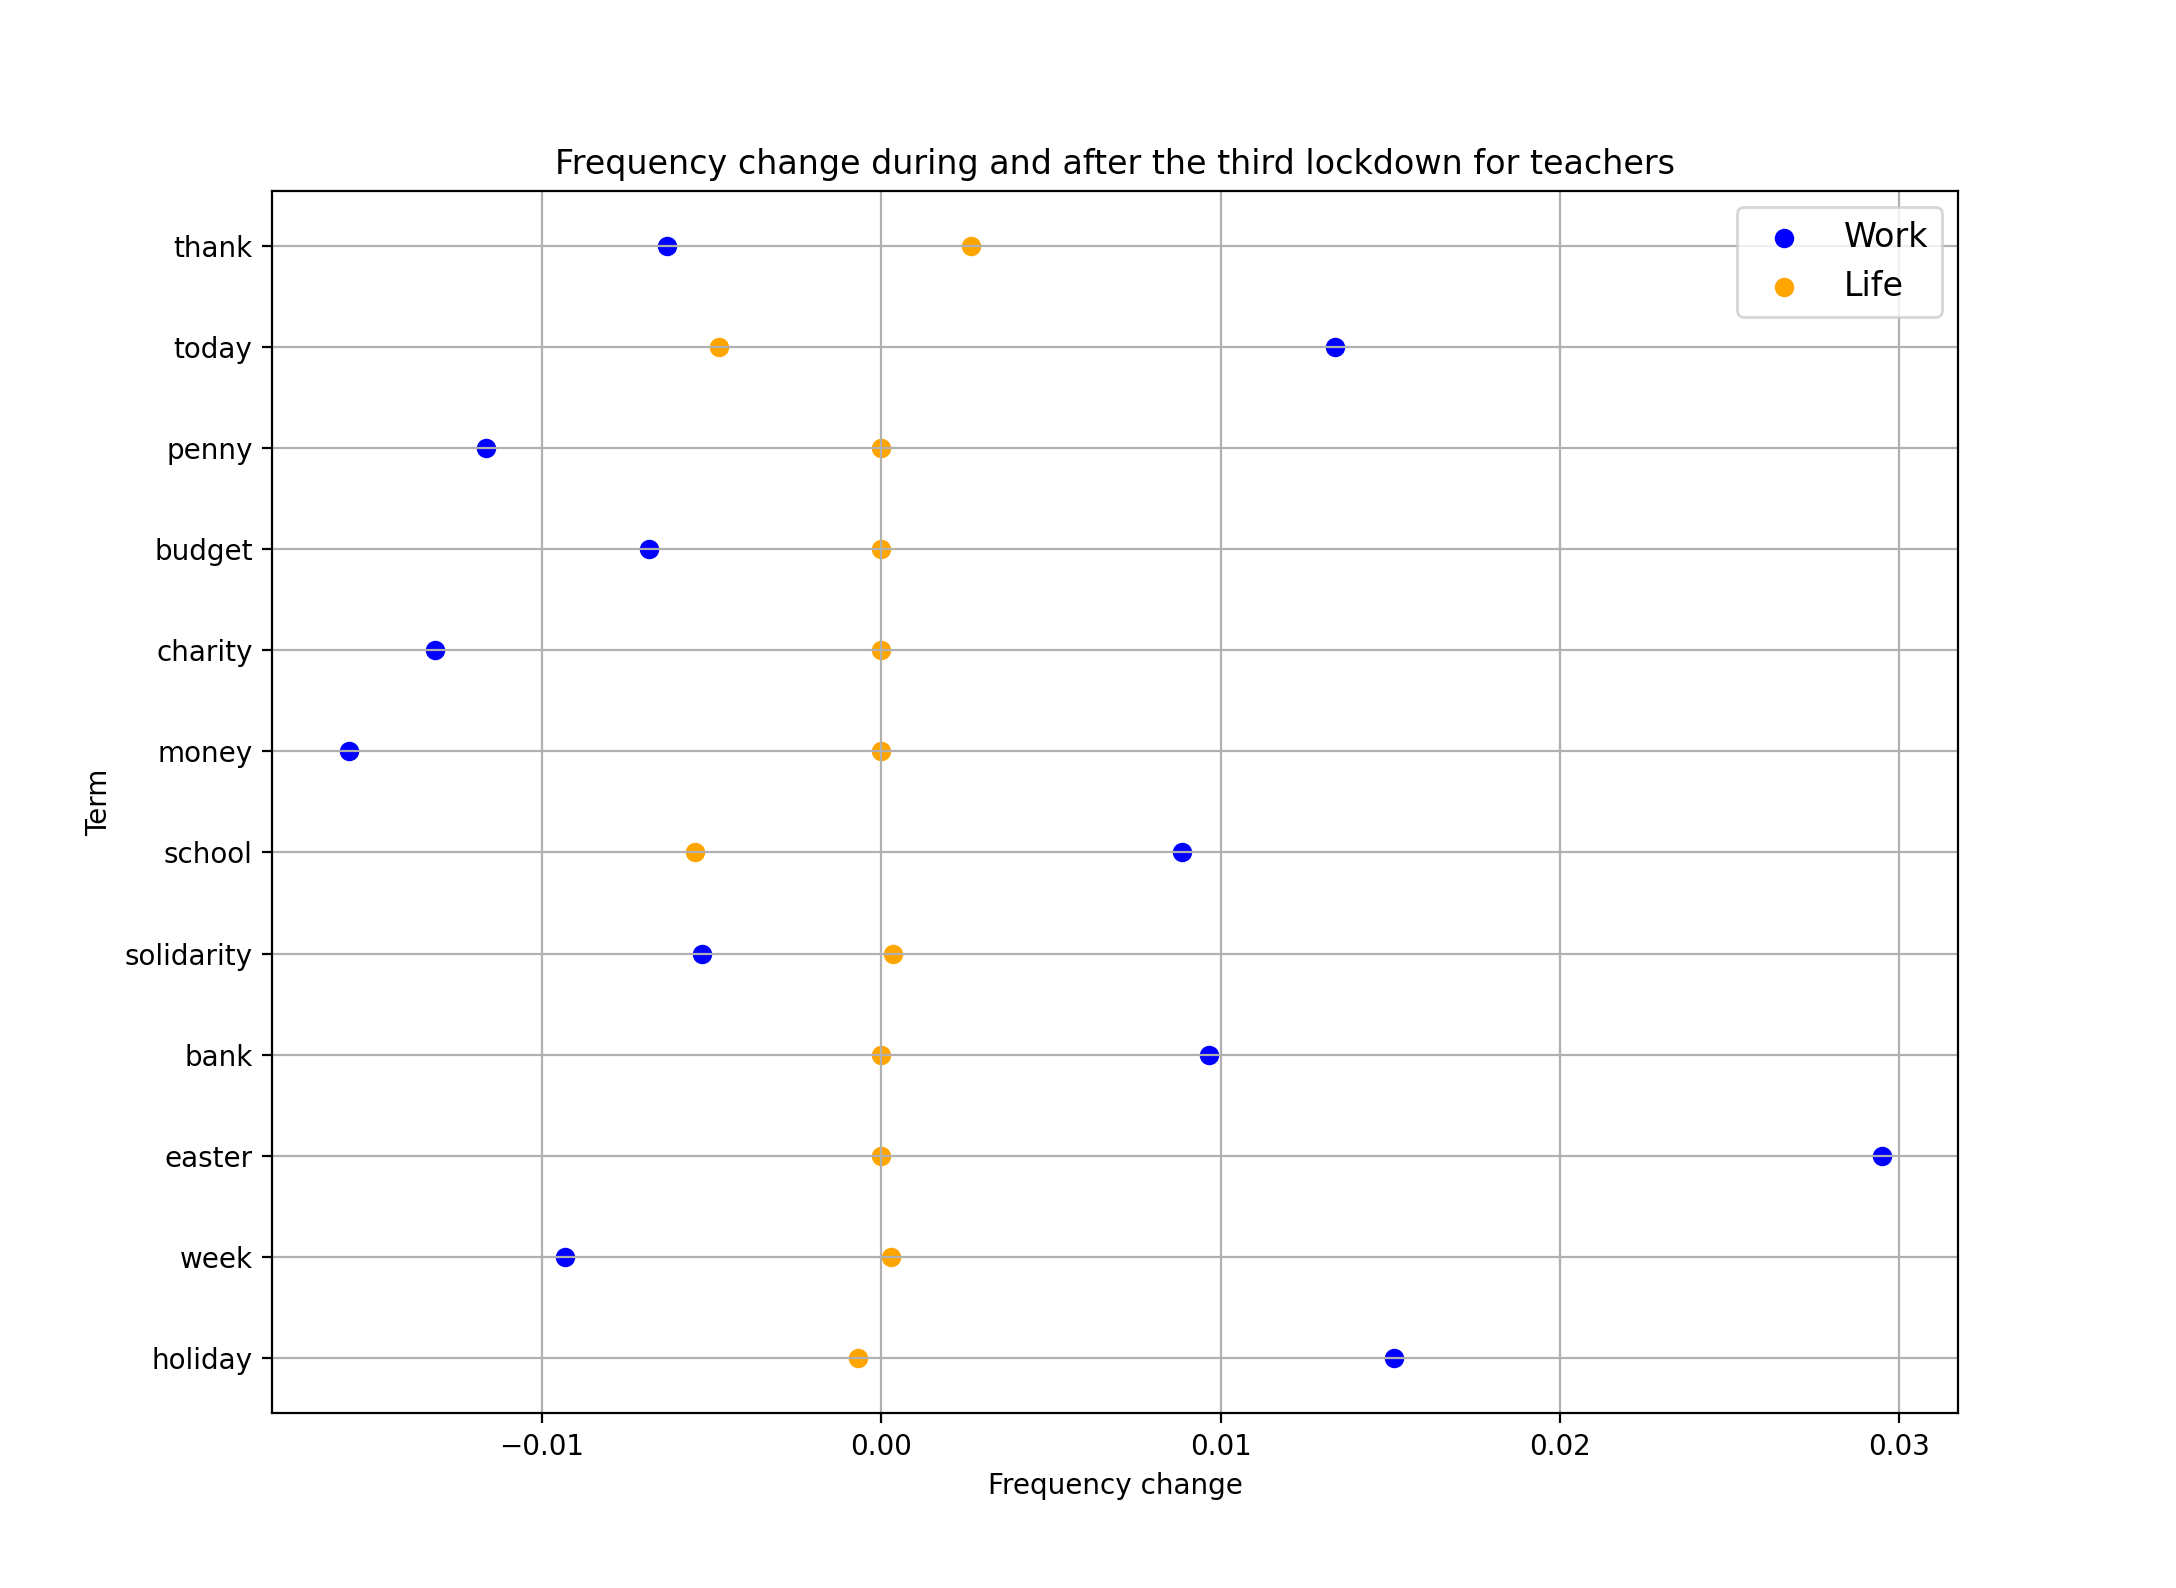 Frequency change during and after the third lockdown for teachers
Work
Life
thank
today
penny
budget
charity
money
school
solidarity
bank
easter
week
holiday
Term
−0.01
0.00
0.01
0.02
0.03
Frequency change